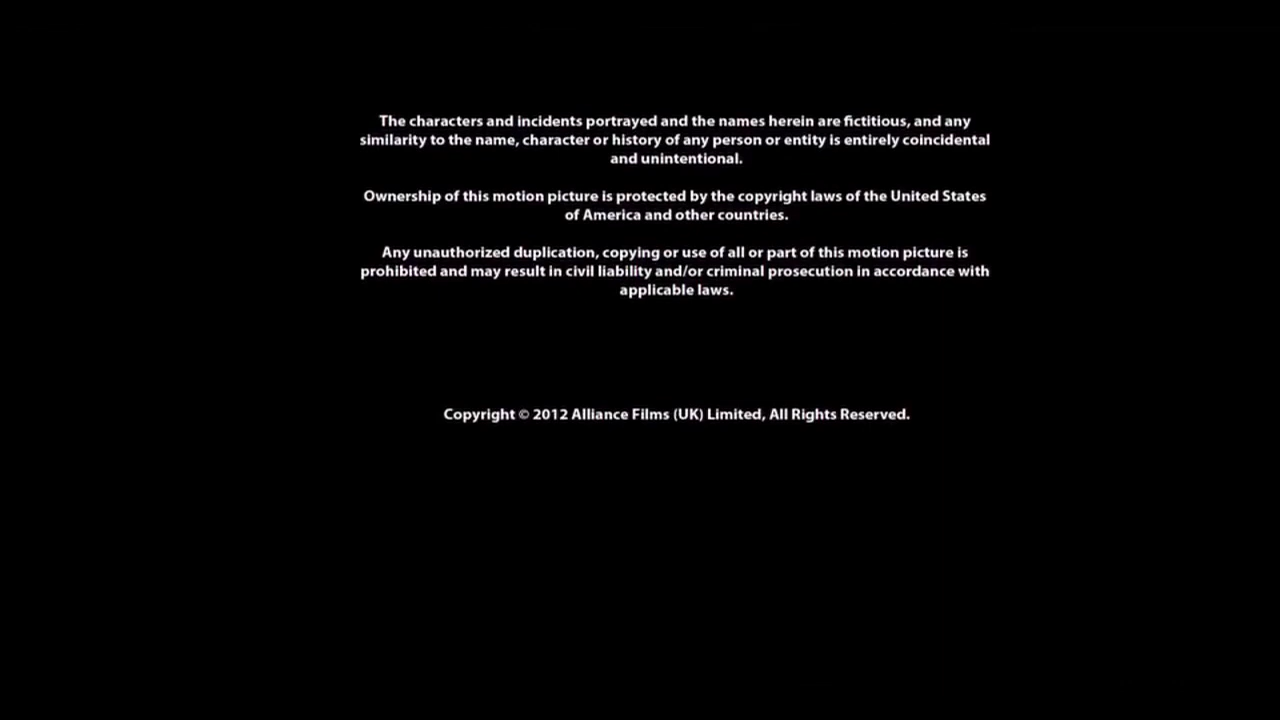 The characters and incidents portrayed and the names herein are fictitious, and any
similarity to the name, character or history of any person or entity is entirely coincidental
and unintentional.
Ownership of this motion picture is protected by the copyright laws of the United States
of America and other countries.
Any unauthorized duplication, copying or use of all or part of this motion picture is
prohibited and may result in civil liability and/or criminal prosecution in accordance with
applicable laws.
Copyright © 2012 Alliance Films (UK) Limited, All Rights Reserved.